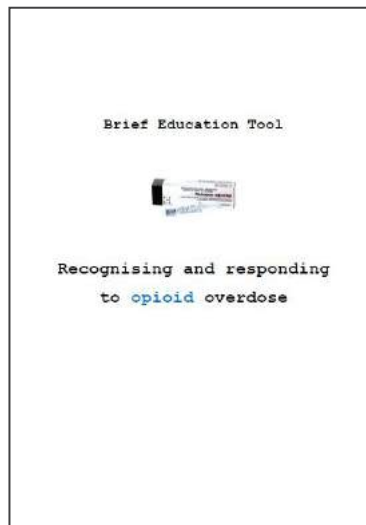 Brief Education Tool
Recognising and responding
to opioid overdose